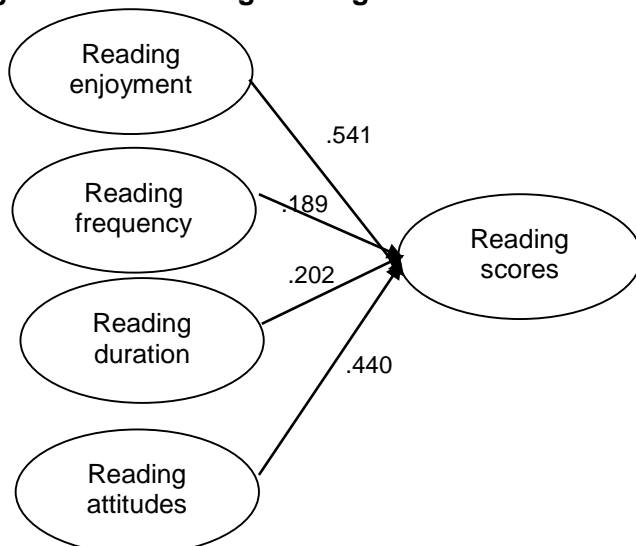 Reading
enjoyment
.541
Reading
frequency
.189
Reading
scores
.202
Reading
duration
.440
Reading
attitudes